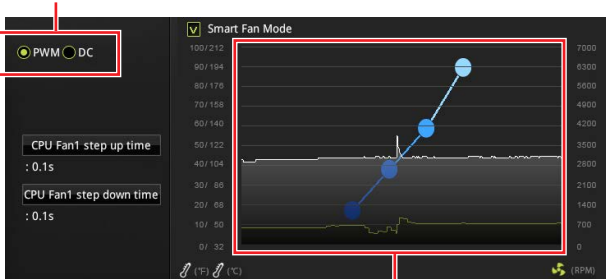 V Smart Fan Mode
PWM DC
100/212 7000
90/194 6300
80/176 5600
70/158 4900
60/140 4200
50/122 3500
40/104 2800
30/ 86 2100
20/ 68 1400
10/ 50 700
0/ 32 0
CPU Fan1 step up time
: 0.1s
CPU Fan1 step down time
: 0.1s
(°F) (°C) (RPM)